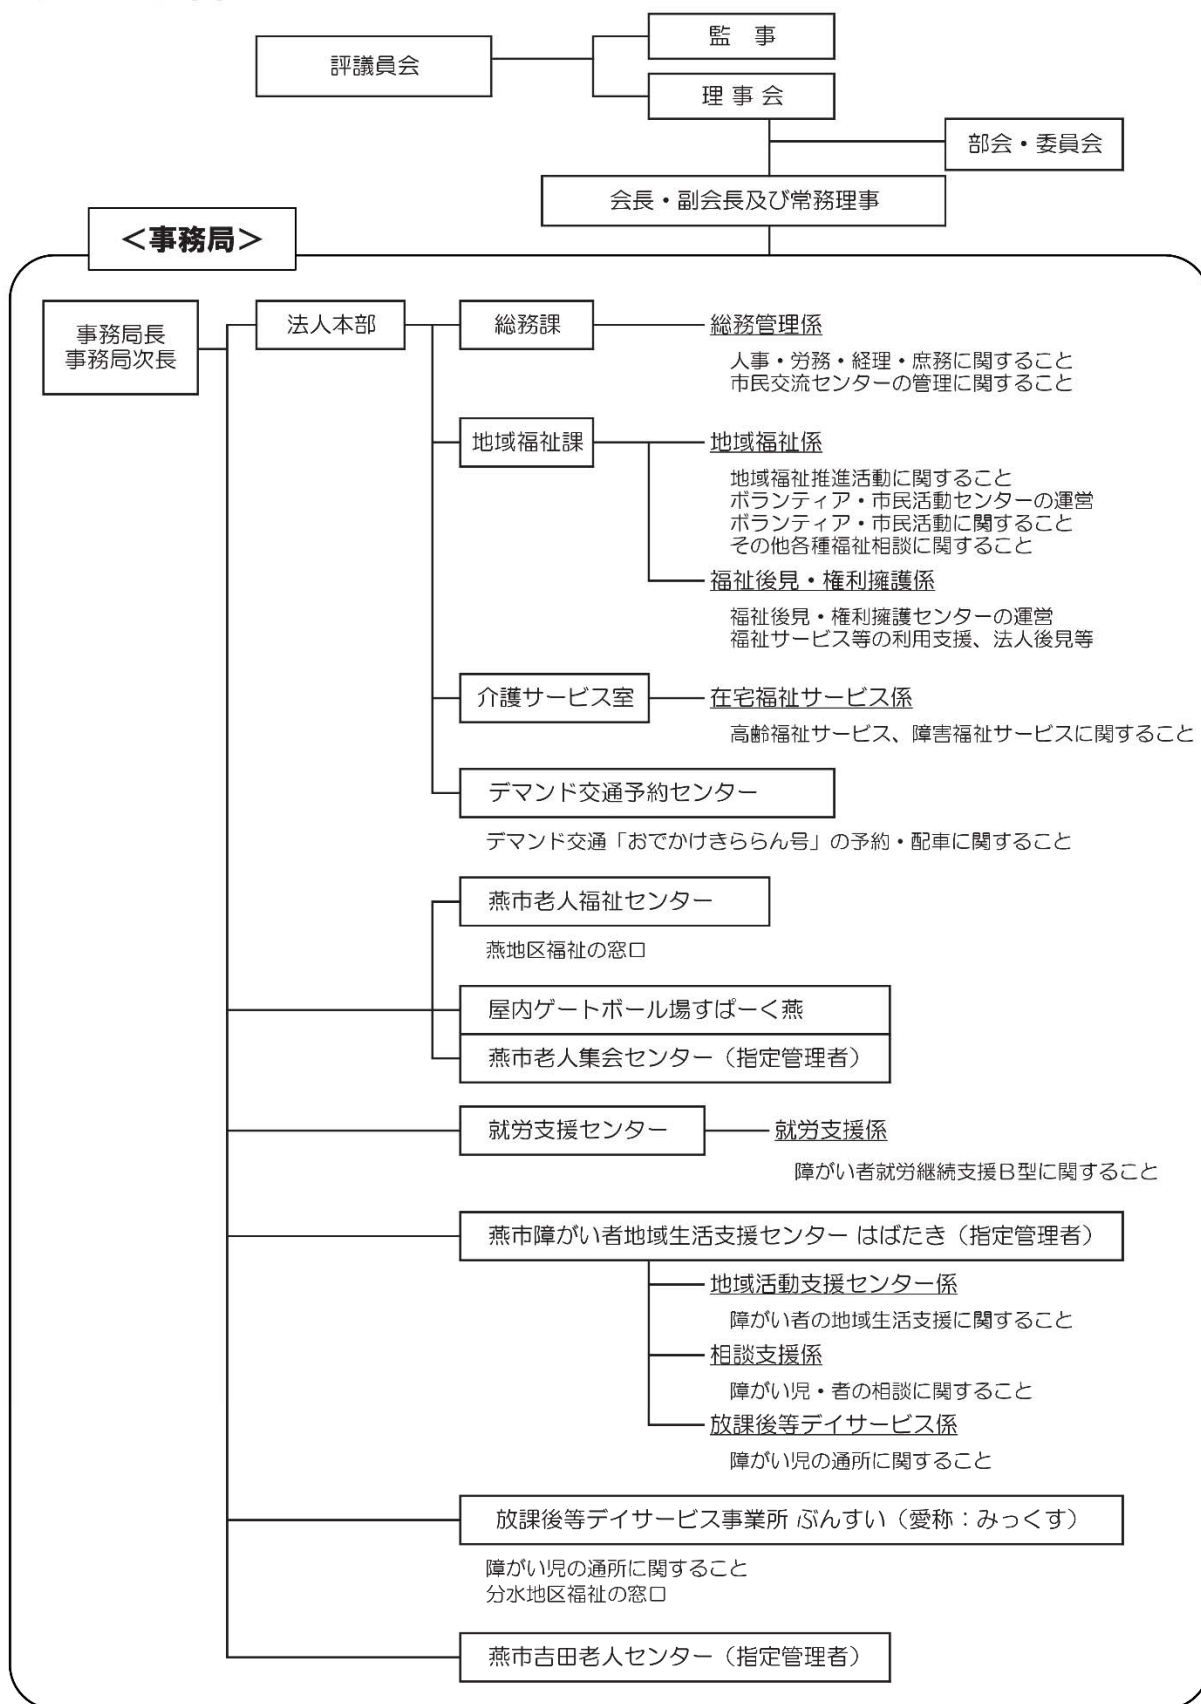 監　事
評議員会
理 事 会
部会・委員会
会長・副会長及び常務理事
＜事務局＞
事務局長
事務局次長
法人本部
総務課
総務管理係
人事・労務・経理・庶務に関すること
市民交流センターの管理に関すること
地域福祉課
地域福祉係
地域福祉推進活動に関すること
ボランティア・市民活動センターの運営
ボランティア・市民活動に関すること
その他各種福祉相談に関すること
福祉後見・権利擁護係
福祉後見・権利擁護センターの運営
福祉サービス等の利用支援、法人後見等
介護サービス室
在宅福祉サービス係
高齢福祉サービス、障害福祉サービスに関すること
デマンド交通予約センター
デマンド交通「おでかけきららん号」の予約・配車に関すること
燕市老人福祉センター
燕地区福祉の窓口
屋内ゲートボール場すぱーく燕
燕市老人集会センター（指定管理者）
就労支援センター
就労支援係
障がい者就労継続支援Ｂ型に関すること
燕市障がい者地域生活支援センター はばたき（指定管理者）
地域活動支援センター係
障がい者の地域生活支援に関すること
相談支援係
障がい児・者の相談に関すること
放課後等デイサービス係
障がい児の通所に関すること
放課後等デイサービス事業所 ぶんすい（愛称：みっくす）
障がい児の通所に関すること
分水地区福祉の窓口
燕市吉田老人センター（指定管理者）